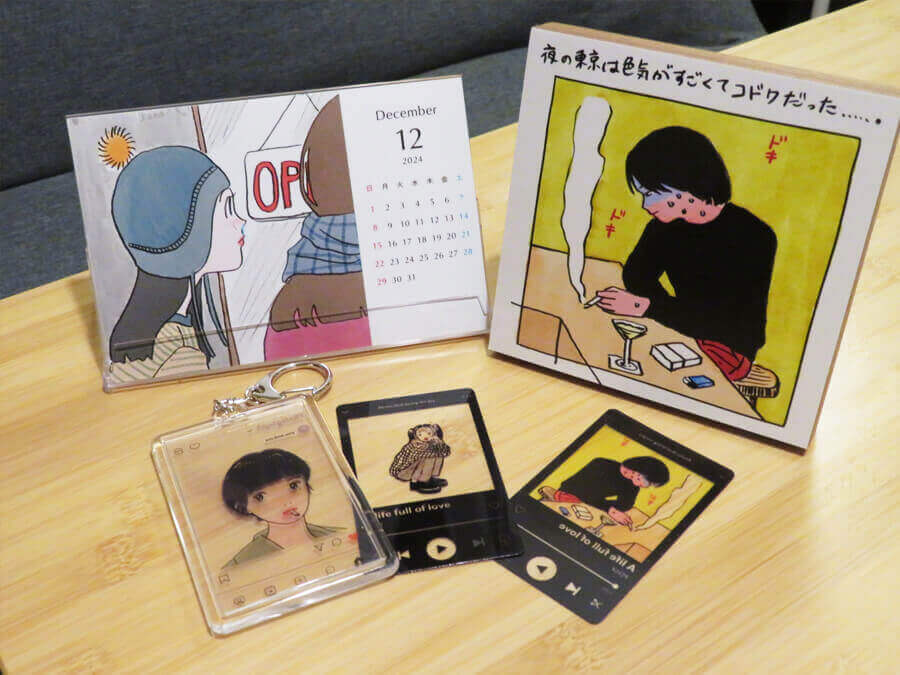 夜の東京は色気がすごくてコドクだった......
ドキ
ドキ
OP
December
12
2024
日 月 火 水 木 金 土
1 2 3 4 5 6 7
8 9 10 11 12 13 14
15 16 17 18 19 20 21
22 23 24 25 26 27 28
29 30 31
life full of love
A life full of love